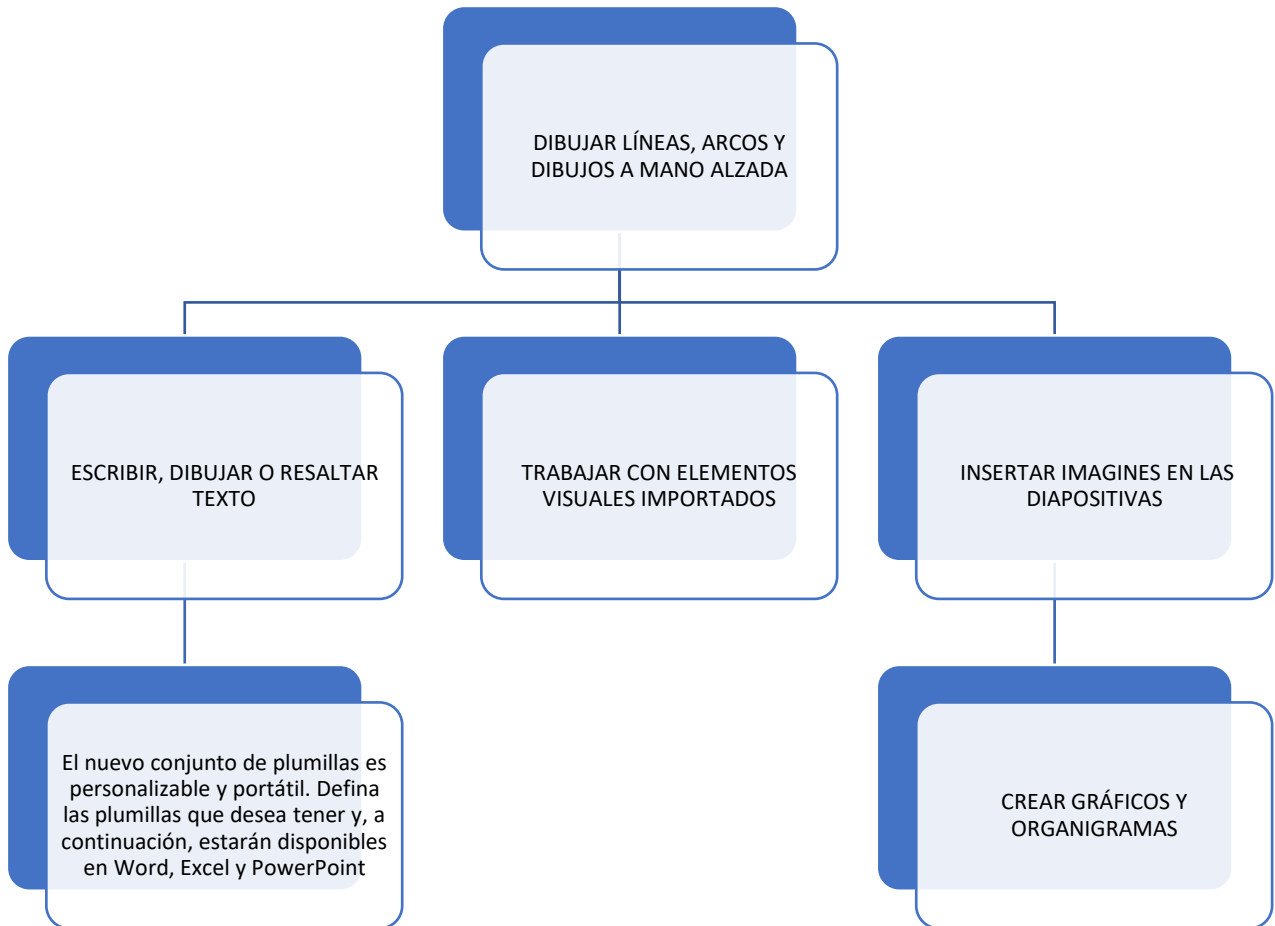 DIBUJAR LÍNEAS, ARCOS Y
DIBUJOS A MANO ALZADA
ESCRIBIR, DIBUJAR O RESALTAR
TEXTO
TRABAJAR CON ELEMENTOS
VISUALES IMPORTADOS
INSERTAR IMAGINES EN LAS
DIAPOSITIVAS
El nuevo conjunto de plumillas es
personalizable y portátil. Defina
las plumillas que desea tener y, a
continuación, estarán disponibles
en Word, Excel y PowerPoint
CREAR GRÁFICOS Y
ORGANIGRAMAS